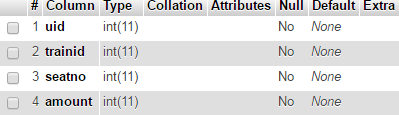 # Column Type Collation Attributes Null Default Extra
1 uid int(11) No None
2 trainid int(11) No None
3 seatno int(11) No None
4 amount int(11) No None